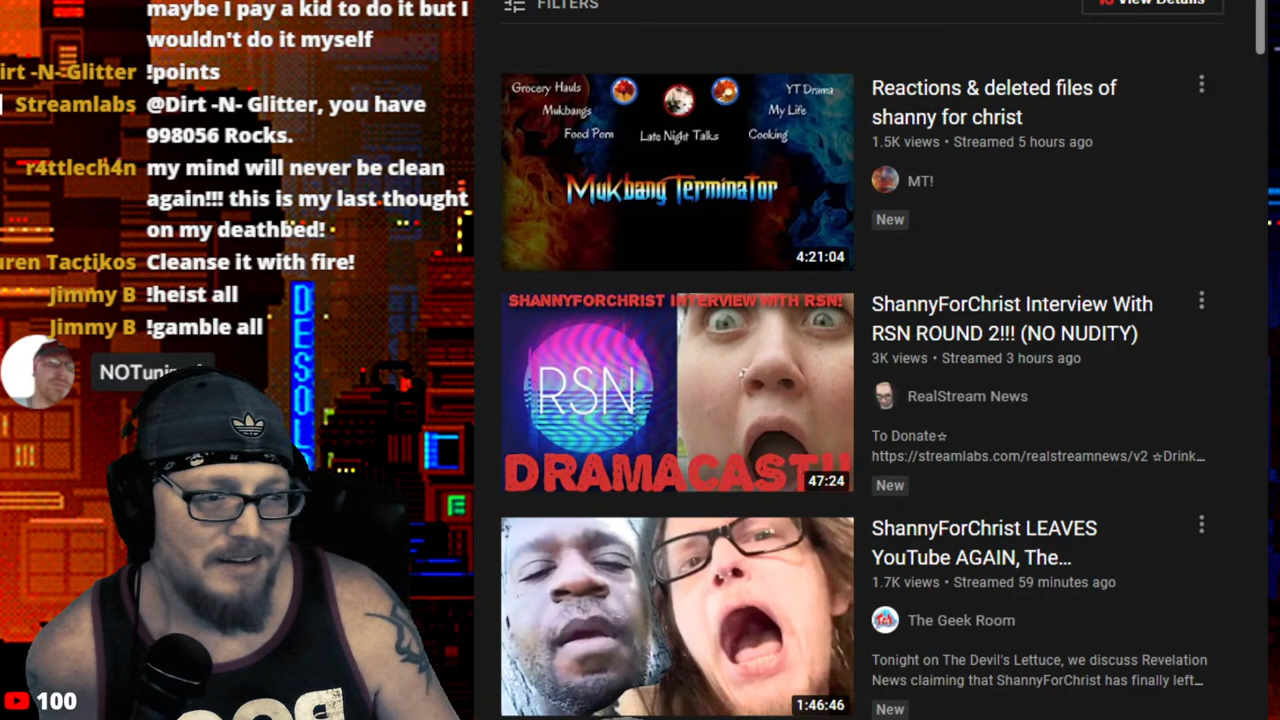 maybe I pay a kid to do it but I
wouldn't do it myself
irt -N- Glitter !points
Streamlabs @Dirt -N- Glitter, you have
998056 Rocks.
r4ttlech4n my mind will never be clean
again!!! this is my last thought
on my deathbed!
uren Tactikos Cleanse it with fire!
Jimmy B !heist all
Jimmy B !gamble all
NOTuni
DESOL
100
FILTERS
View Details
Grocery Hauls
Mukbangs
Food Porn
Late Night Talks
YT Drama
My Life
Cooking
Mukbang Terminator
4:21:04
Reactions & deleted files of
shanny for christ
1.5K views • Streamed 5 hours ago
MT!
New
SHANNYFORCHRIST INTERVIEW WITH RSN!
RSN
DRAMACAST!!
47:24
ShannyForChrist Interview With
RSN ROUND 2!!! (NO NUDITY)
3K views • Streamed 3 hours ago
RealStream News
To Donate☆
https://streamlabs.com/realstreamnews/v2 ☆Drink...
New
1:46:46
ShannyForChrist LEAVES
YouTube AGAIN, The...
1.7K views • Streamed 59 minutes ago
The Geek Room
Tonight on The Devil's Lettuce, we discuss Revelation
News claiming that ShannyForChrist has finally left...
New